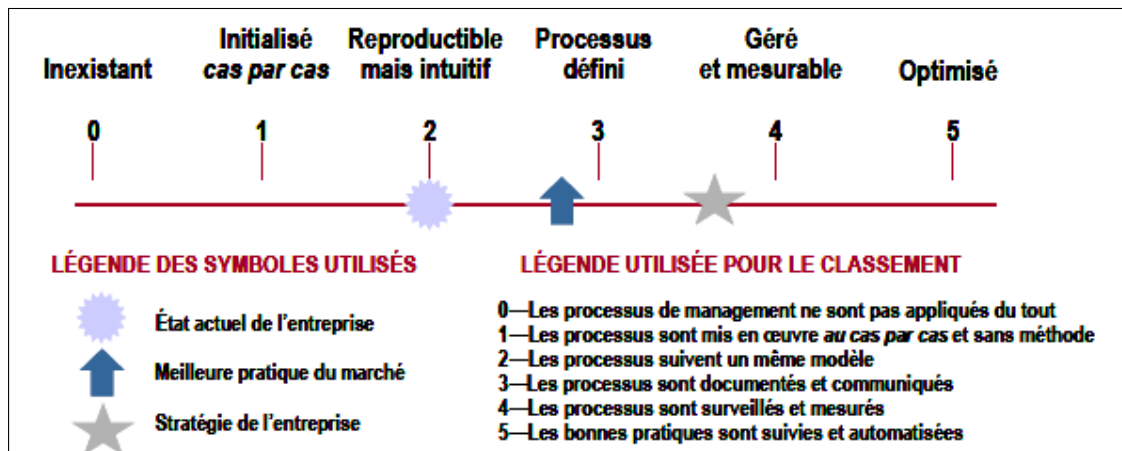 Inexistant
Initialisé
cas par cas
Reproductible
mais intuitif
Processus
défini
Géré
et mesurable
Optimisé
0 1 2 3 4 5
LÉGENDE DES SYMBOLES UTILISÉS
État actuel de l'entreprise
Meilleure pratique du marché
Stratégie de l'entreprise
LÉGENDE UTILISÉE POUR LE CLASSEMENT
0—Les processus de management ne sont pas appliqués du tout
1—Les processus sont mis en œuvre au cas par cas et sans méthode
2—Les processus suivent un même modèle
3—Les processus sont documentés et communiqués
4—Les processus sont surveillés et mesurés
5—Les bonnes pratiques sont suivies et automatisées